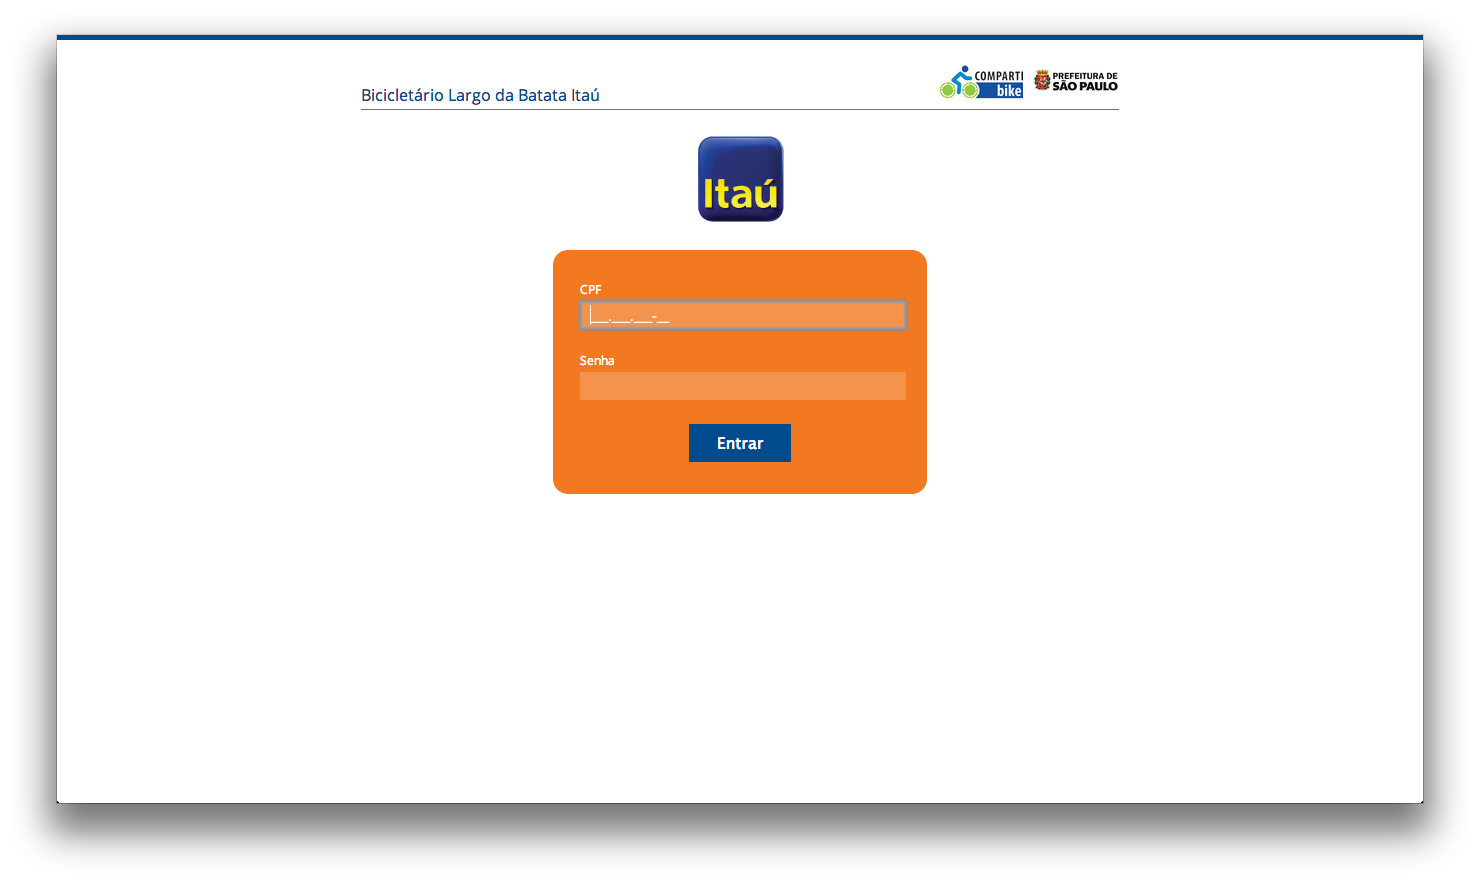 Bicicletário Largo da Batata Itaú
COMPARTI
bike
PREFEITURA DE
SÃO PAULO
Itaú
CPF
___.___.___-__
Senha
Entrar